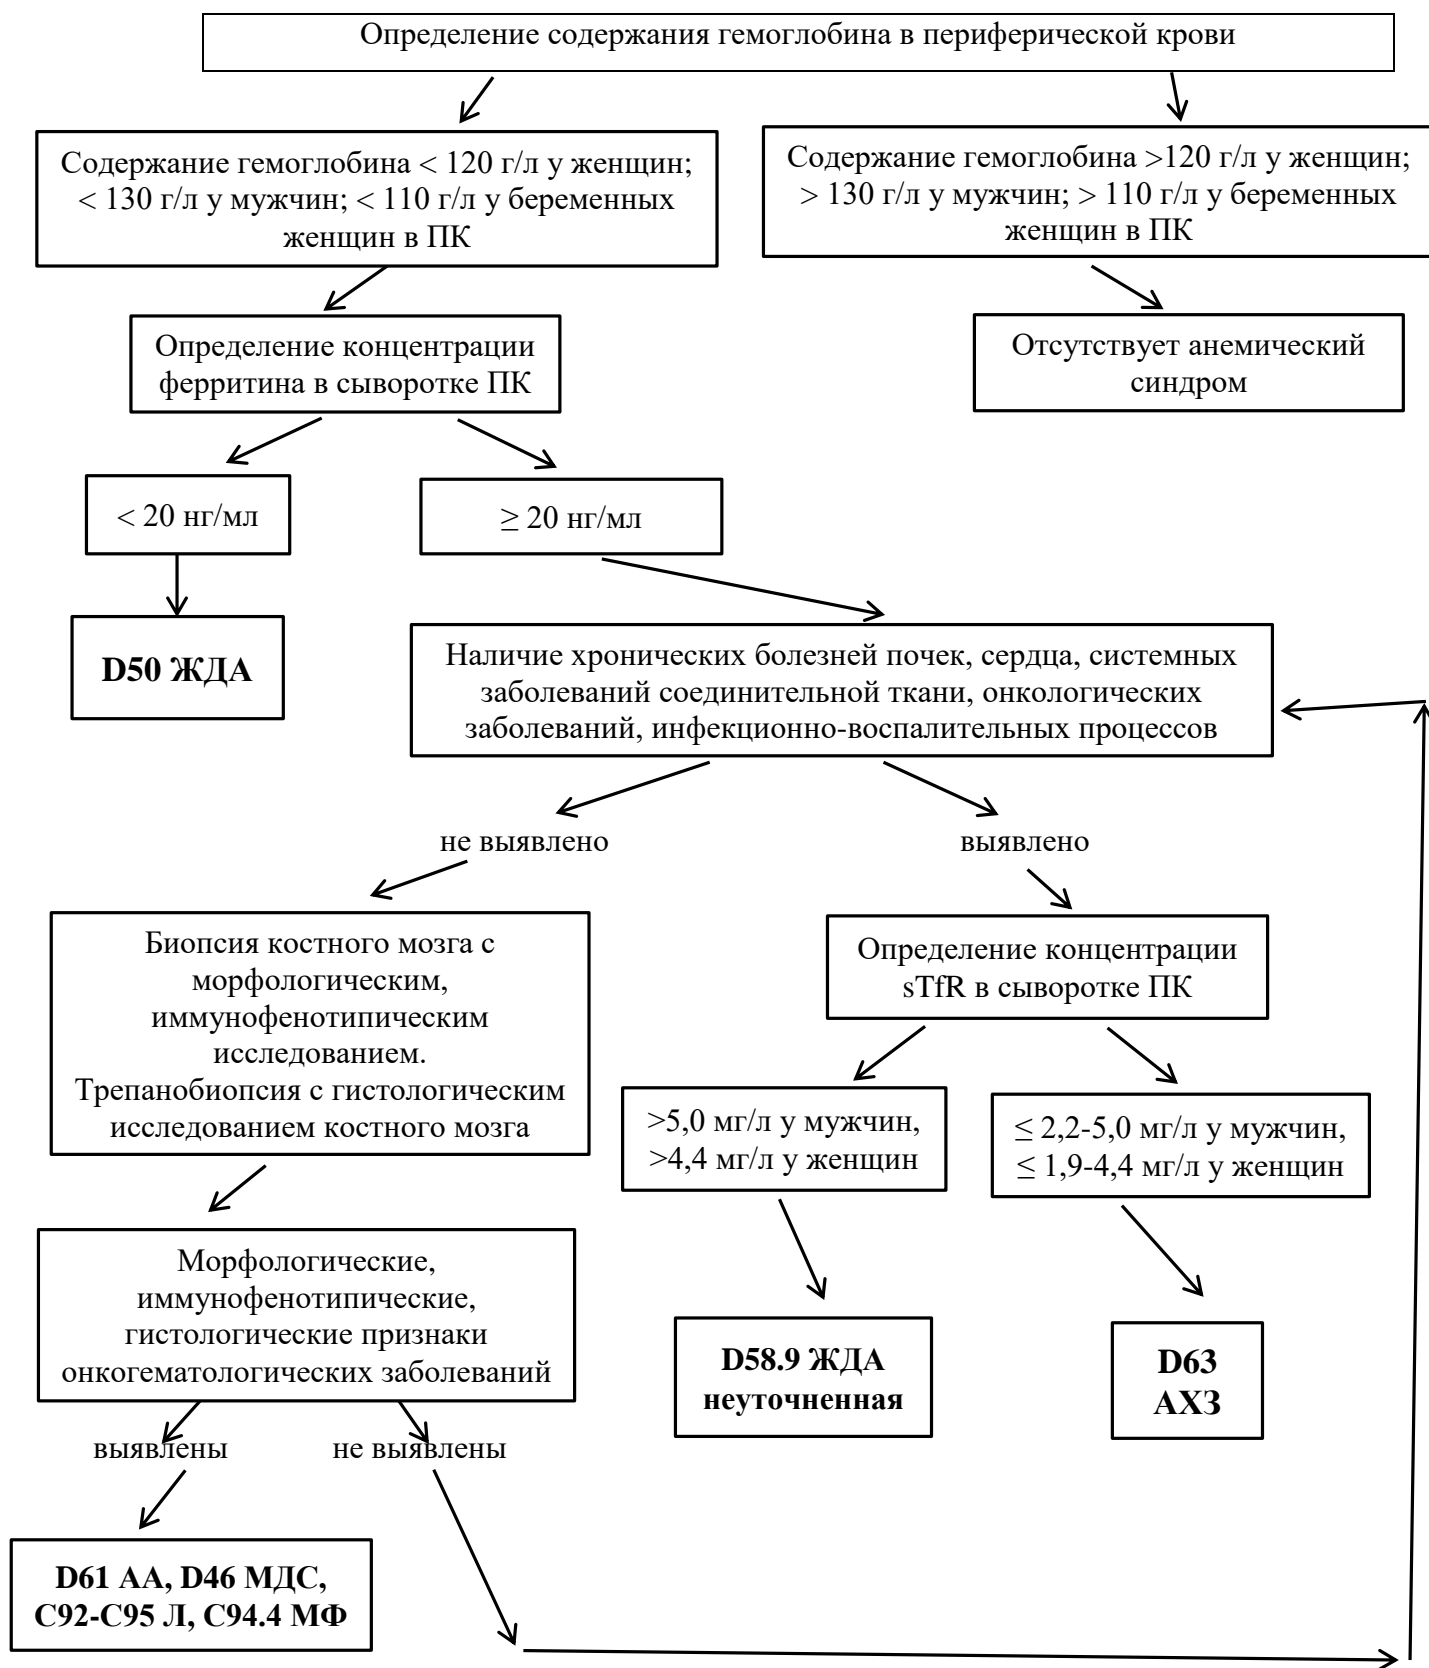 Определение содержания гемоглобина в периферической крови
Содержание гемоглобина < 120 г/л у женщин;
< 130 г/л у мужчин; < 110 г/л у беременных
женщин в ПК
Содержание гемоглобина >120 г/л у женщин;
> 130 г/л у мужчин; > 110 г/л у беременных
женщин в ПК
Определение концентрации
ферритина в сыворотке ПК
Отсутствует анемический
синдром
< 20 нг/мл
≥ 20 нг/мл
D50 ЖДА
Наличие хронических болезней почек, сердца, системных
заболеваний соединительной ткани, онкологических
заболеваний, инфекционно-воспалительных процессов
не выявлено
выявлено
Биопсия костного мозга с
морфологическим,
иммунофенотипическим
исследованием.
Трепанобиопсия с гистологическим
исследованием костного мозга
Определение концентрации
sTfR в сыворотке ПК
>5,0 мг/л у мужчин,
>4,4 мг/л у женщин
≤ 2,2-5,0 мг/л у мужчин,
≤ 1,9-4,4 мг/л у женщин
Морфологические,
иммунофенотипические,
гистологические признаки
онкогематологических заболеваний
D58.9 ЖДА
неуточненная
D63
АХЗ
выявлены
не выявлены
D61 АА, D46 МДС,
С92-С95 Л, С94.4 МФ